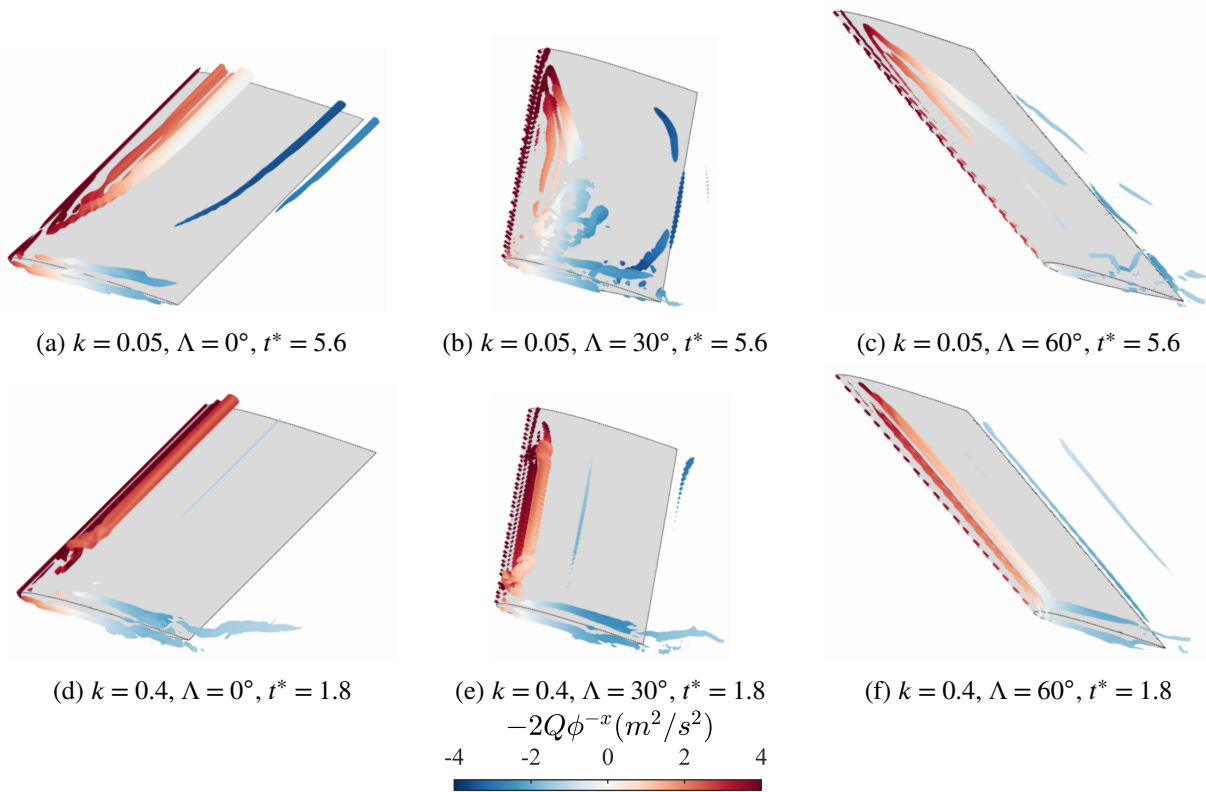 (a) k = 0.05, Λ = 0°, t* = 5.6
(b) k = 0.05, Λ = 30°, t* = 5.6
(c) k = 0.05, Λ = 60°, t* = 5.6
(d) k = 0.4, Λ = 0°, t* = 1.8
(e) k = 0.4, Λ = 30°, t* = 1.8
(f) k = 0.4, Λ = 60°, t* = 1.8
−2Qϕ⁻ˣ(m²/s²)
-4 -2 0 2 4